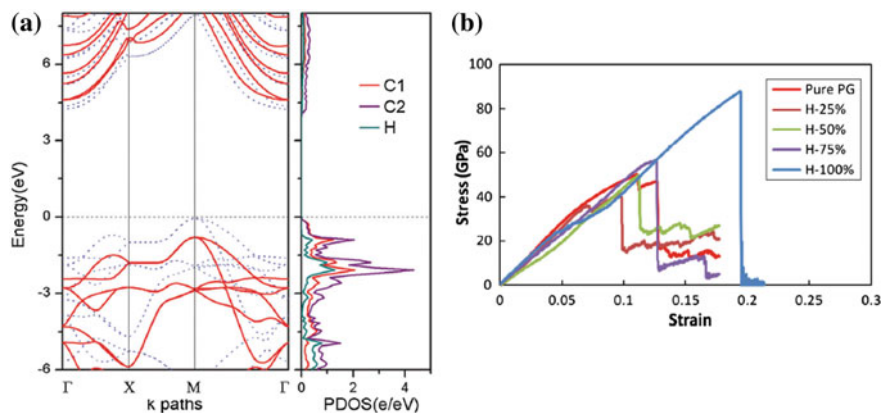 (a)
6
3
0
-3
-6
Energy(eV)
Γ X M Γ
k paths
C1
C2
H
0 2 4
PDOS(e/eV)
(b)
100
80
60
40
20
0
Stress (GPa)
0 0.05 0.1 0.15 0.2 0.25 0.3
Strain
Pure PG
H-25%
H-50%
H-75%
H-100%